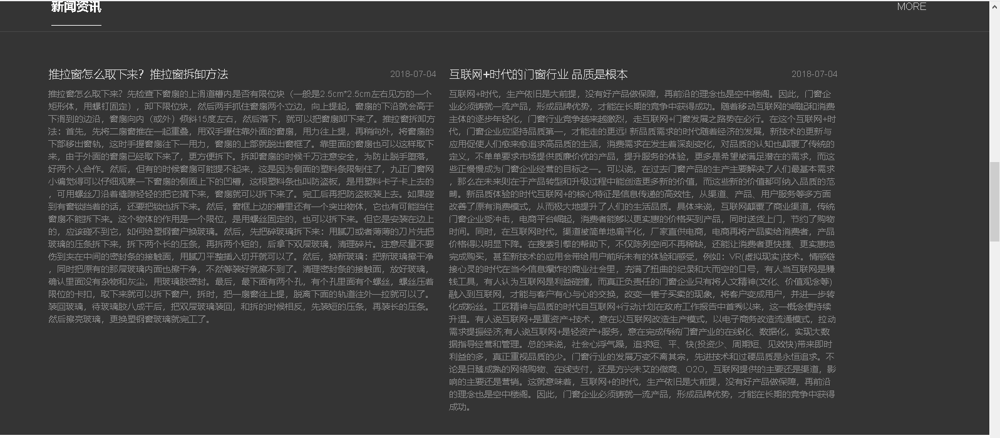 新闻资讯
MORE
推拉窗怎么取下来？推拉窗拆卸方法
2018-07-04
推拉窗怎么取下来？先检查下窗扇的上滑道槽内是否有限位块（一般是2.5cm*2.5cm左右见方的一个
矩形体，用螺钉固定），卸下限位块，然后两手抓住窗扇两个立边，向上提起，窗扇的下沿就会高于
下滑到的边沿，窗扇向内（或外）倾斜15度左右，然后落下，就可以把窗扇卸下来了。推拉窗拆卸方
法：首先，先将二扇窗推在一起重叠，用双手握住靠外面的窗扇，用力往上提，再稍向外，将窗扇的
下部移出窗轨，这时手握窗扇往下一用力，窗扇的上部就脱出窗框了。靠里面的窗扇也可以这样取下
来，由于外面的窗扇已经取下来了，更方便拆下。拆卸窗扇的时候千万注意安全，为防止脱手堕落，
好两个人合作。然后，但有的时候窗扇可能提不起来，这是因为侧面的塑料条限制住了，九正门窗网
小编觉得可以仔细观察一下窗扇的侧面上下的凹槽，这根塑料条也叫防盗板，是用塑料卡子卡上去的
，可用螺丝刀沿着缝隙轻轻的把它撬下来，窗扇就可以拆下来了。完工后再把防盗板装上去。如果碰
到有窗锁挡着的话，还要把锁也拆下来。然后，窗框上边的槽里还有一个突出物体，它也有可能挡住
窗扇不能拆下来。这个物体的作用是一个限位，是用螺丝固定的，也可以拆下来。但它是安装在边上
的，应该碰不到它，如何给塑钢窗户换玻璃。然后，先把碎玻璃拆下来：用腻刀或者薄薄的刀片先把
玻璃的压条拆下来，拆下两个长的压条，再拆两个短的，后拿下双层玻璃，清理碎片。注意尽量不要
伤到夹在中间的密封条的接触面，用腻刀平整插入切开就可以了。然后，换新玻璃：把新玻璃擦干净
，同时把原有的那层玻璃内面也擦干净，不然等装好就擦不到了。清理密封条的接触面，放好玻璃，
确认里面没有杂物和灰尘，用玻璃胶密封。最后，最下面有两个孔，有个孔里面有个螺丝，螺丝压着
限位的卡扣，取下来就可以拆下窗户，拆时，把一扇窗往上提，脱离下面的轨道往外一拉就可以了。
装回玻璃，待玻璃胶八成干后，把双层玻璃装回，和拆的时候相反，先装短的压条，再装长的压条。
然后擦亮玻璃，更换塑钢窗玻璃就完工了。
互联网+时代的门窗行业 品质是根本
2018-07-04
互联网+时代，生产依旧是大前提，没有好产品做保障，再前沿的理念也是空中楼阁。因此，门窗企
业必须铸就一流产品，形成品牌优势，才能在长期的竞争中获得成功。随着移动互联网的崛起和消费
主体的逐步年轻化，门窗行业竞争越来越激烈，走互联网+门窗发展之路势在必行。在这个互联网+时
代，门窗企业应坚持品质第一，才能走的更远! 新品质需求的时代随着经济的发展，新技术的更新与
应用促使人们愈来愈追求高品质的生活，消费需求在发生着深刻变化，对品质的认知也颠覆了传统的
定义，不单单要求市场提供质廉价优的产品，提升服务的体验，更多是希望被满足潜在的需求，而这
些正慢慢成为门窗企业经营的目标之一。可以说，在过去门窗产品的生产主要解决了人们最基本需求
，那么在未来则在于产品转型和升级过程中能创造更多新的价值，而这些新的价值都可纳入品质的范
畴。新品质体验的时代互联网+的核心特征是信息传递的高效性，从渠道、产品、用户服务等多方面
改善了原有消费模式，从而极大地提升了人们的生活品质。具体来说，互联网颠覆了商业渠道，传统
门窗企业受冲击，电商平台崛起，消费者能够以更实惠的价格买到产品，同时送货上门，节约了购物
时间。同时，在互联网时代，渠道被简单地扁平化，厂家直供电商，电商再将产品卖给消费者，产品
价格得以明显下降。在搜索引擎的帮助下，不仅陈列空间不再稀缺，还能让消费者更快捷、更实惠地
完成购买，甚至新技术的应用会带给用户前所未有的体验和感受，例如：VR(虚拟现实)技术。情感链
接心灵的时代在当今信息爆炸的商业社会里，充满了扭曲的纪录和大而空的口号，有人当互联网是赚
钱工具，有人认为互联网是利益碰撞，而真正负责任的门窗企业只有将人文精神(文化、价值观念等)
融入到互联网，才能与客户有心与心的交换，改变一锤子买卖的现象，将客户变成用户，并进一步转
化成粉丝。工匠精神与品质的时代自互联网+行动计划在政府工作报告中首秀以来，这一概念便持续
升温。有人说互联网+是重资产+技术，意在以互联网改造生产模式，以电子商务改造流通模式，拉动
需求提振经济;有人说互联网+是轻资产+服务，意在完成传统门窗产业的在线化、数据化，实现大数
据指导经营和管理。总的来说，社会心浮气躁，追求短、平、快(投资少、周期短、见效快)带来即时
利益的多，真正重视品质的少。门窗行业的发展万变不离其宗，先进技术和过硬品质是永恒追求。不
论是日臻成熟的网络购物、在线支付，还是方兴未艾的微商、O2O，互联网提供的主要还是渠道，影
响的主要还是营销。这就意味着，互联网+的时代，生产依旧是大前提，没有好产品做保障，再前沿
的理念也是空中楼阁。因此，门窗企业必须铸就一流产品，形成品牌优势，才能在长期的竞争中获得
成功。